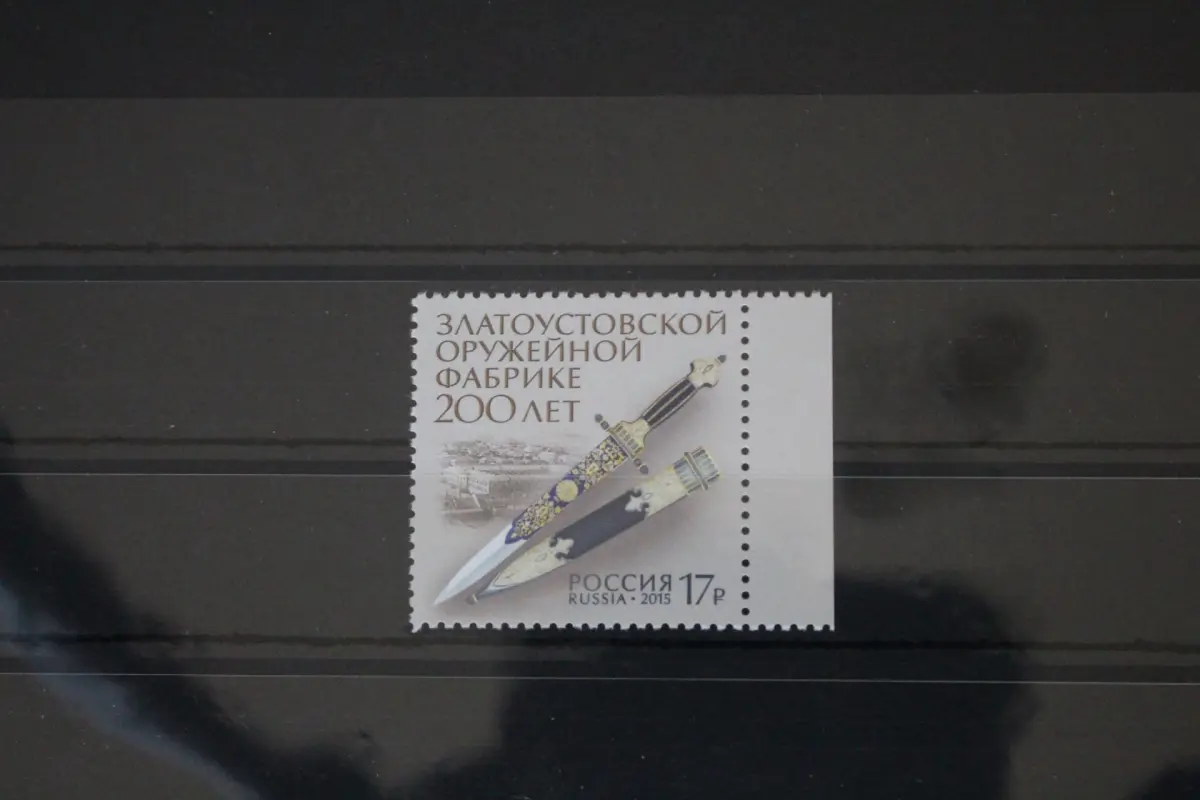 ЗЛАТОУСТОВСКОЙ
ОРУЖЕЙНОЙ
ФАБРИКЕ
200 ЛЕТ
РОССИЯ 17₽
RUSSIA • 2015